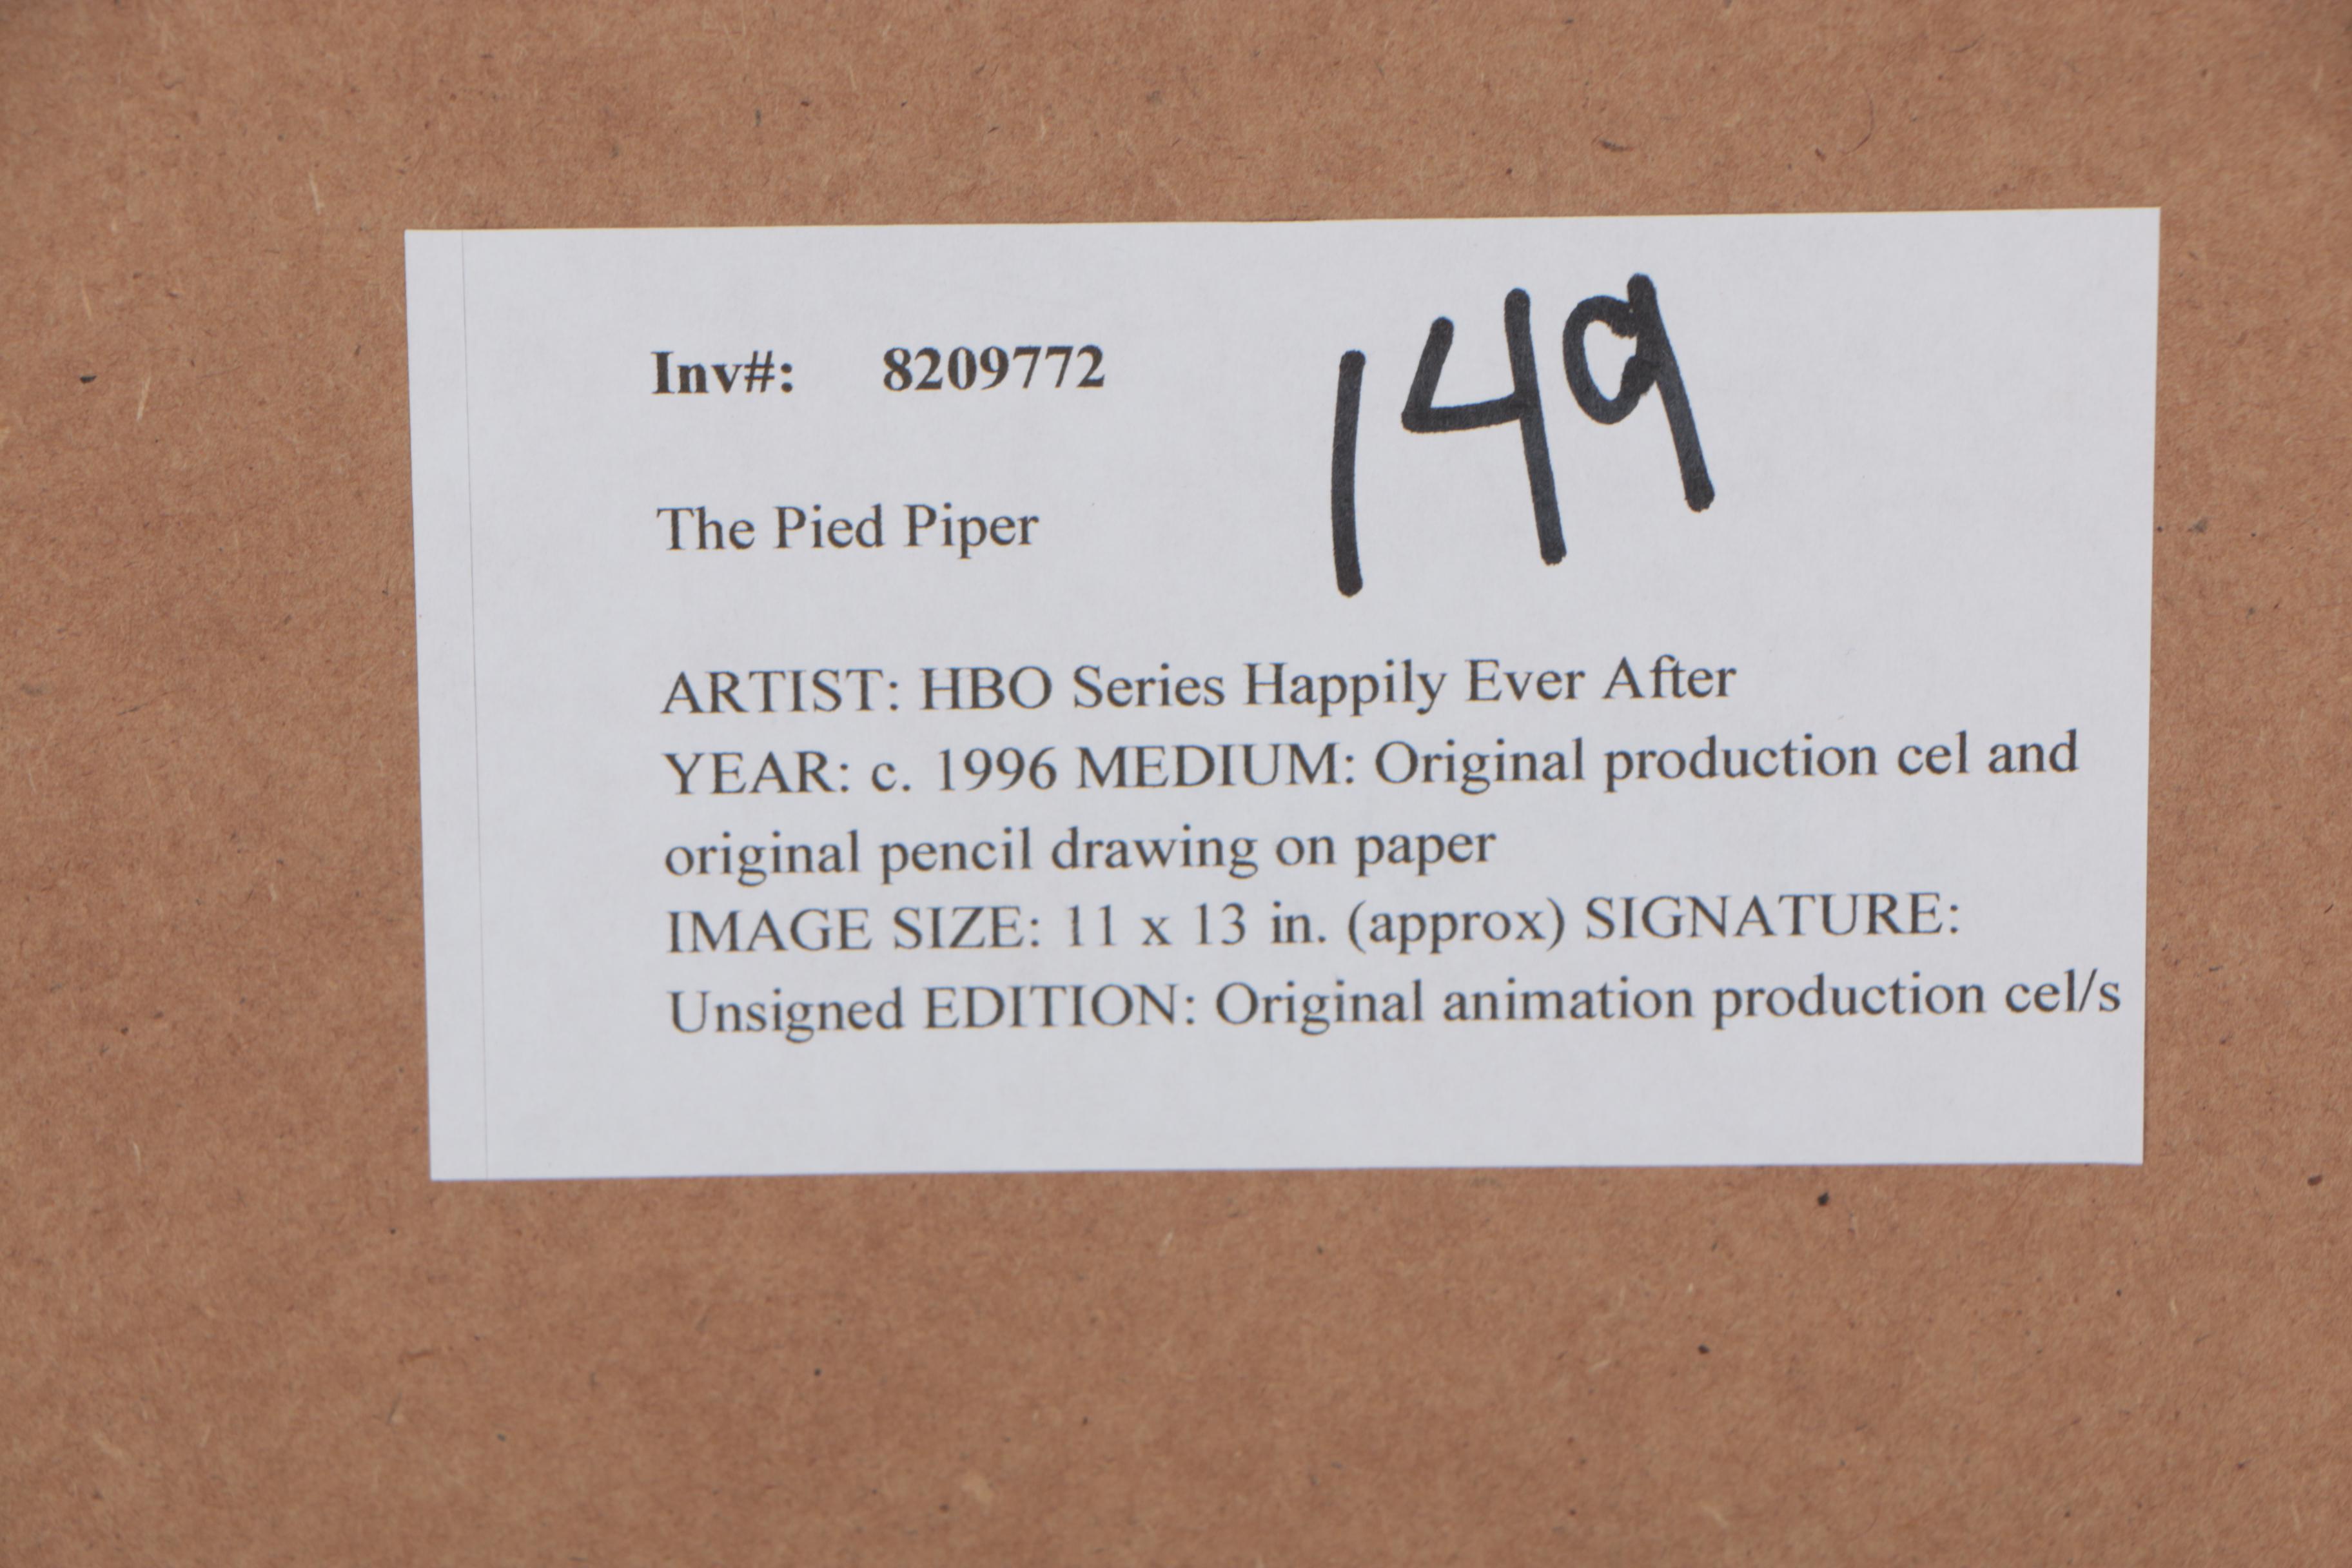 Inv#: 8209772
149
The Pied Piper
ARTIST: HBO Series Happily Ever After
YEAR: c. 1996 MEDIUM: Original production cel and
original pencil drawing on paper
IMAGE SIZE: 11 x 13 in. (approx) SIGNATURE:
Unsigned EDITION: Original animation production cel/s